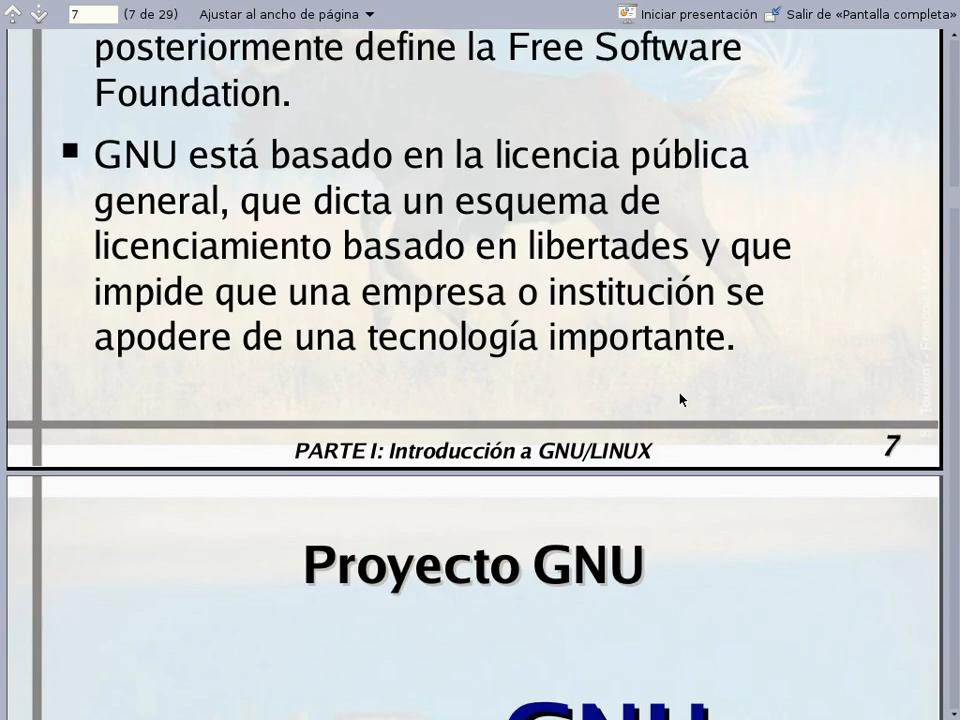 7 (7 de 29) Ajustar al ancho de página Iniciar presentación Salir de «Pantalla completa»
posteriormente define la Free Software
Foundation.
GNU está basado en la licencia pública
general, que dicta un esquema de
licenciamiento basado en libertades y que
impide que una empresa o institución se
apodere de una tecnología importante.
PARTE I: Introducción a GNU/LINUX 7
Proyecto GNU
GNU